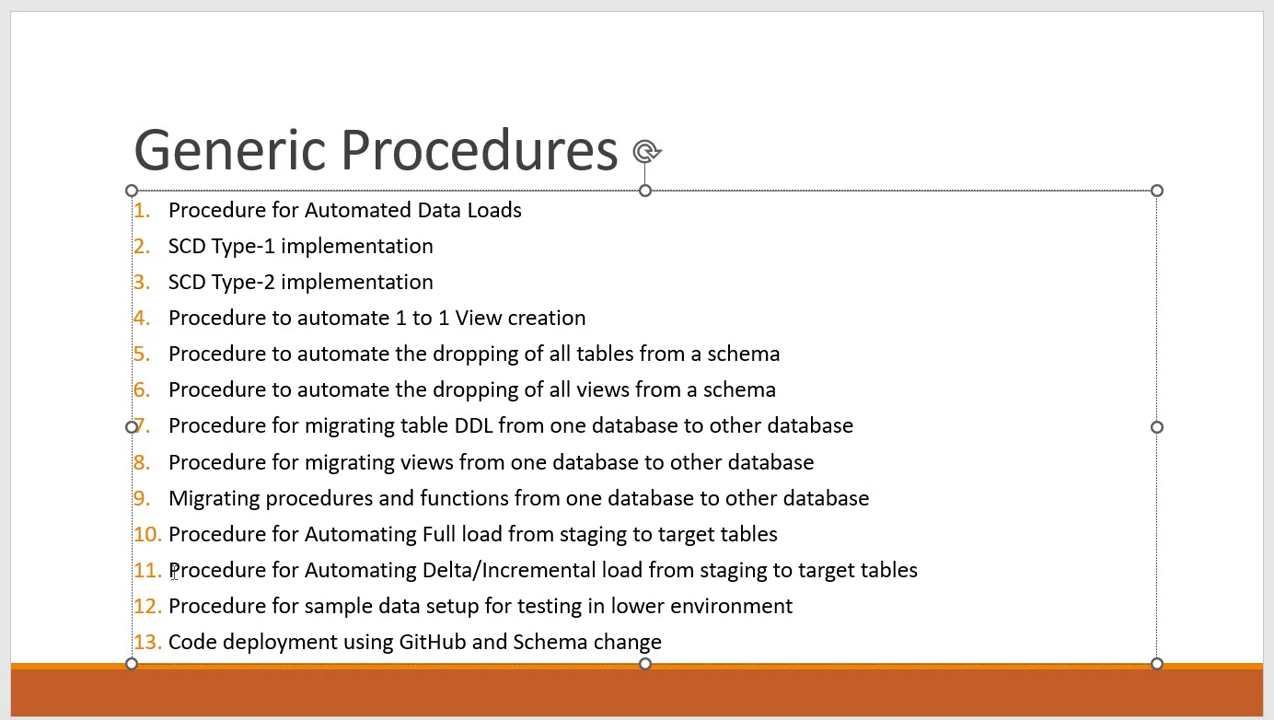 Generic Procedures
1. Procedure for Automated Data Loads
2. SCD Type-1 implementation
3. SCD Type-2 implementation
4. Procedure to automate 1 to 1 View creation
5. Procedure to automate the dropping of all tables from a schema
6. Procedure to automate the dropping of all views from a schema
7. Procedure for migrating table DDL from one database to other database
8. Procedure for migrating views from one database to other database
9. Migrating procedures and functions from one database to other database
10. Procedure for Automating Full load from staging to target tables
11. Procedure for Automating Delta/Incremental load from staging to target tables
12. Procedure for sample data setup for testing in lower environment
13. Code deployment using GitHub and Schema change